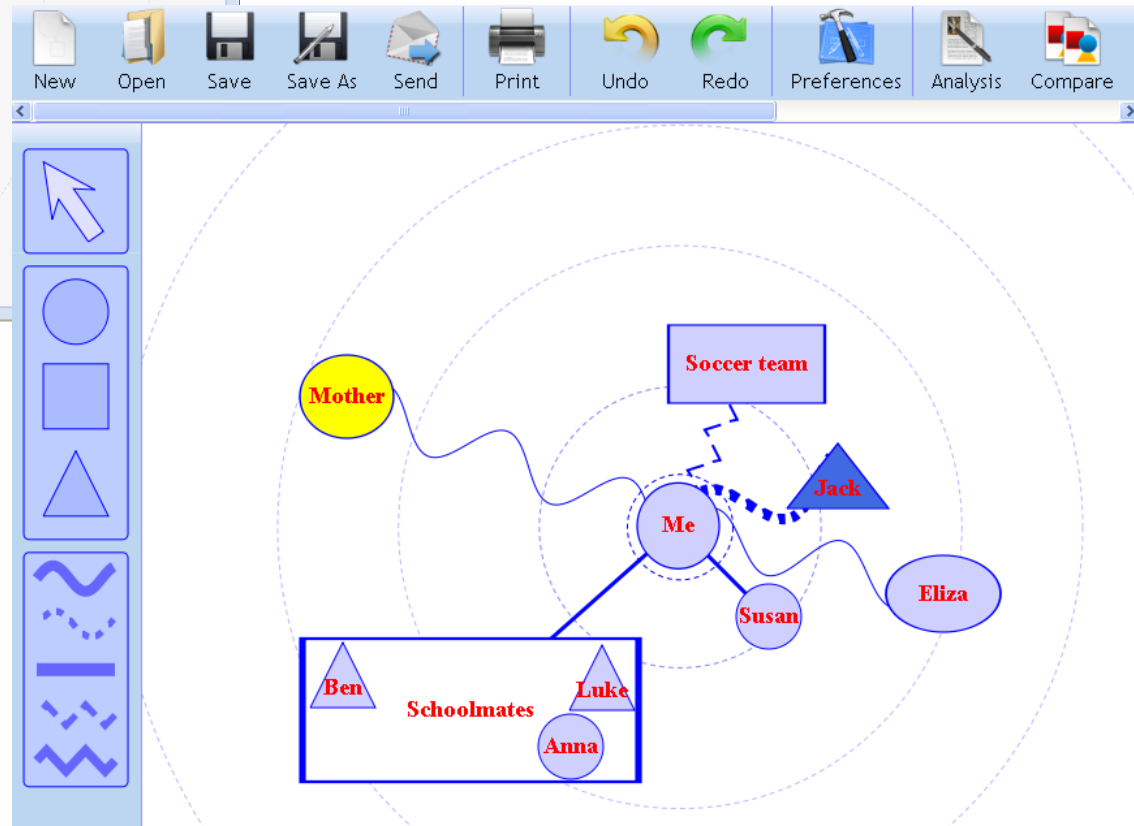 New Open Save Save As Send Print Undo Redo Preferences Analysis Compare
Soccer team
Mother
Jack
Me
Eliza
Susan
Ben
Luke
Schoolmates
Anna